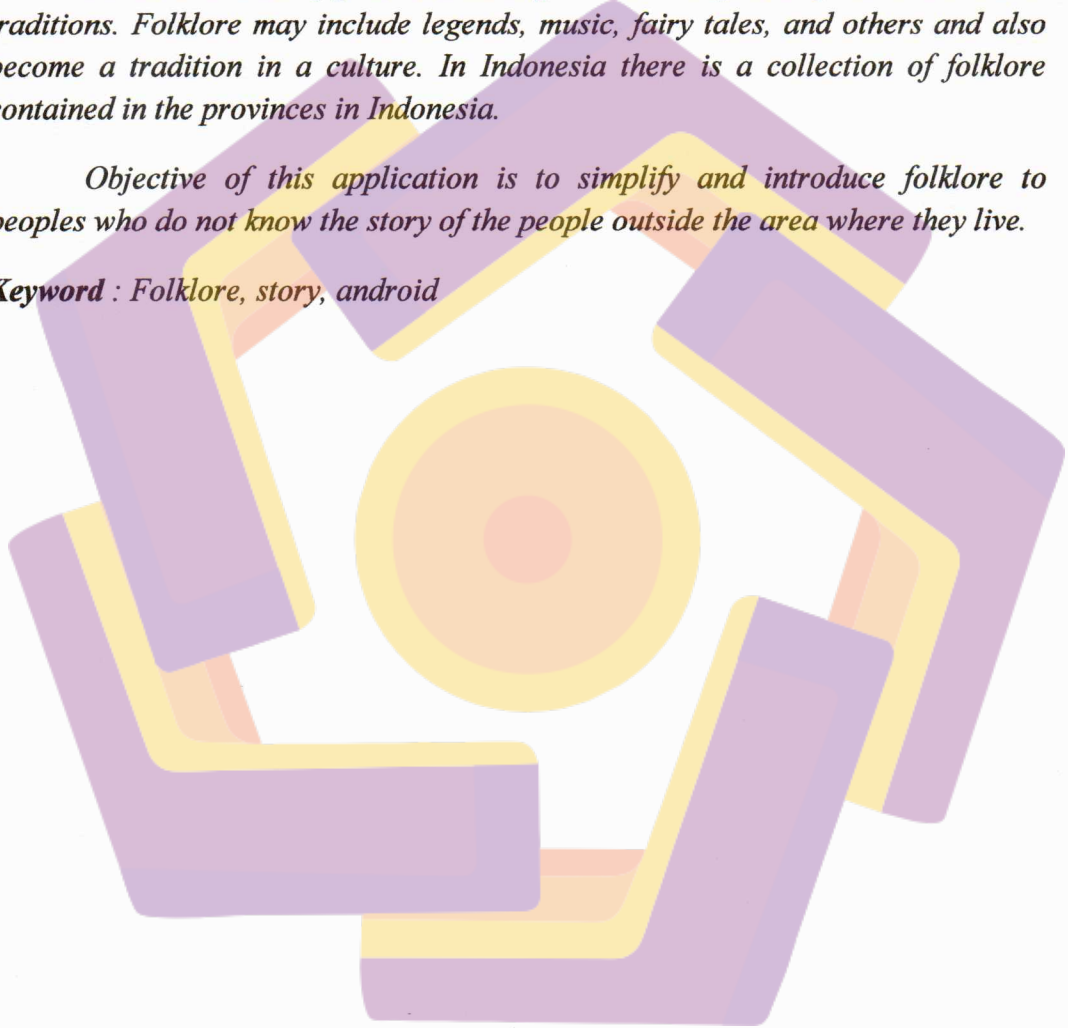 raditions. Folklore may include legends, music, fairy tales, and others and also
become a tradition in a culture. In Indonesia there is a collection of folklore
contained in the provinces in Indonesia.
Objective of this application is to simplify and introduce folklore to
peoples who do not know the story of the people outside the area where they live.
Keyword : Folklore, story, android